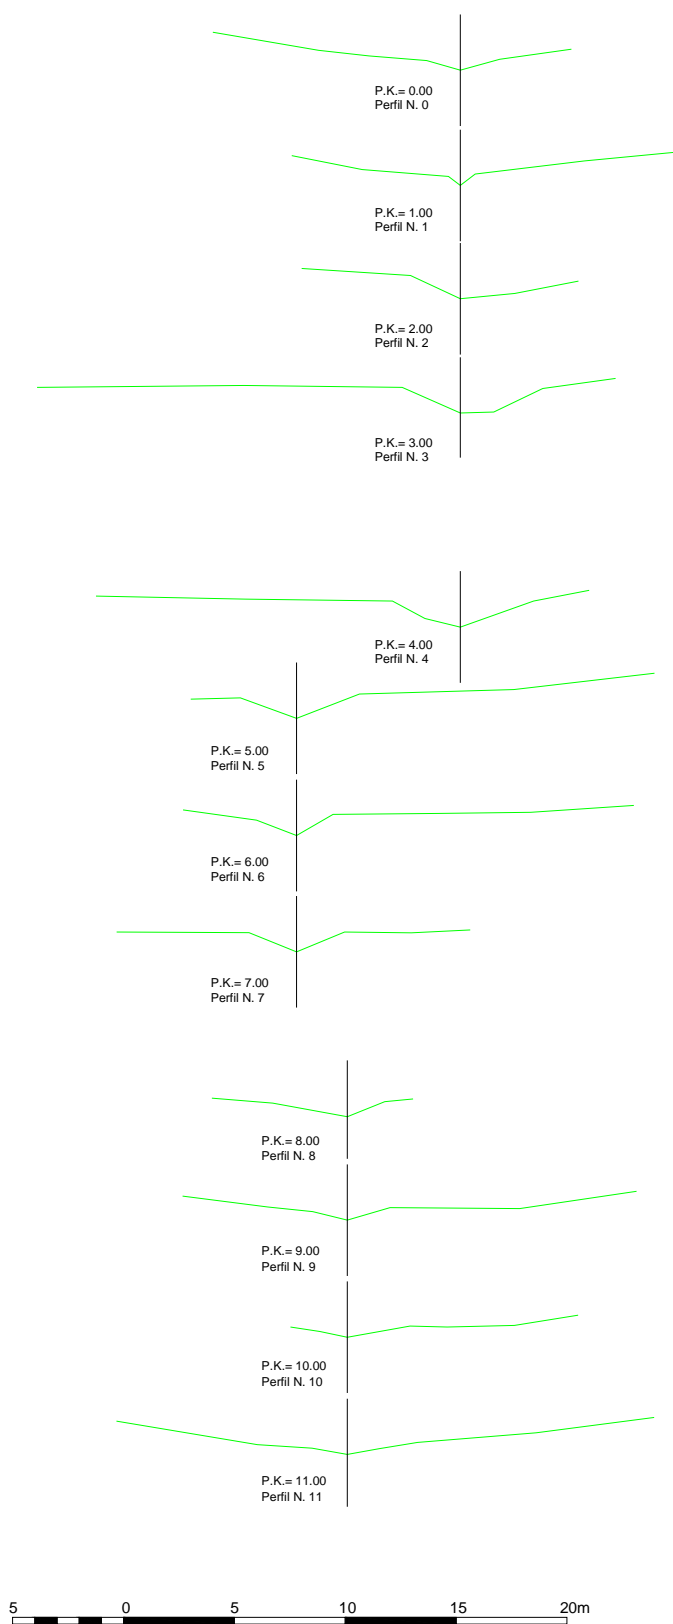 P.K.= 0.00
Perfil N. 0
P.K.= 1.00
Perfil N. 1
P.K.= 2.00
Perfil N. 2
P.K.= 3.00
Perfil N. 3
P.K.= 4.00
Perfil N. 4
P.K.= 5.00
Perfil N. 5
P.K.= 6.00
Perfil N. 6
P.K.= 7.00
Perfil N. 7
P.K.= 8.00
Perfil N. 8
P.K.= 9.00
Perfil N. 9
P.K.= 10.00
Perfil N. 10
P.K.= 11.00
Perfil N. 11
5 0 5 10 15 20m